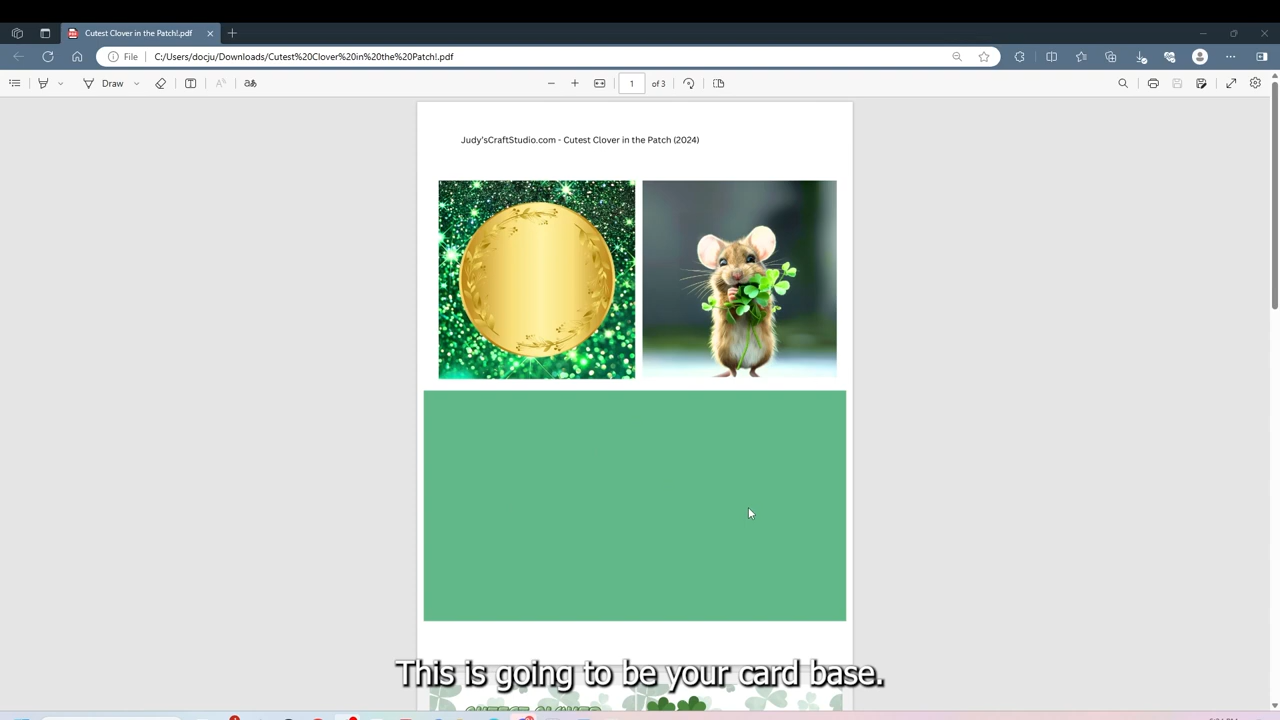 Cutest Clover in the Patch!.pdf
File
C:/Users/docju/Downloads/Cutest%20Clover%20in%20the%20Patch!.pdf
Draw
1
of 3
Judy'sCraftStudio.com - Cutest Clover in the Patch (2024)
This is going to be your card base.